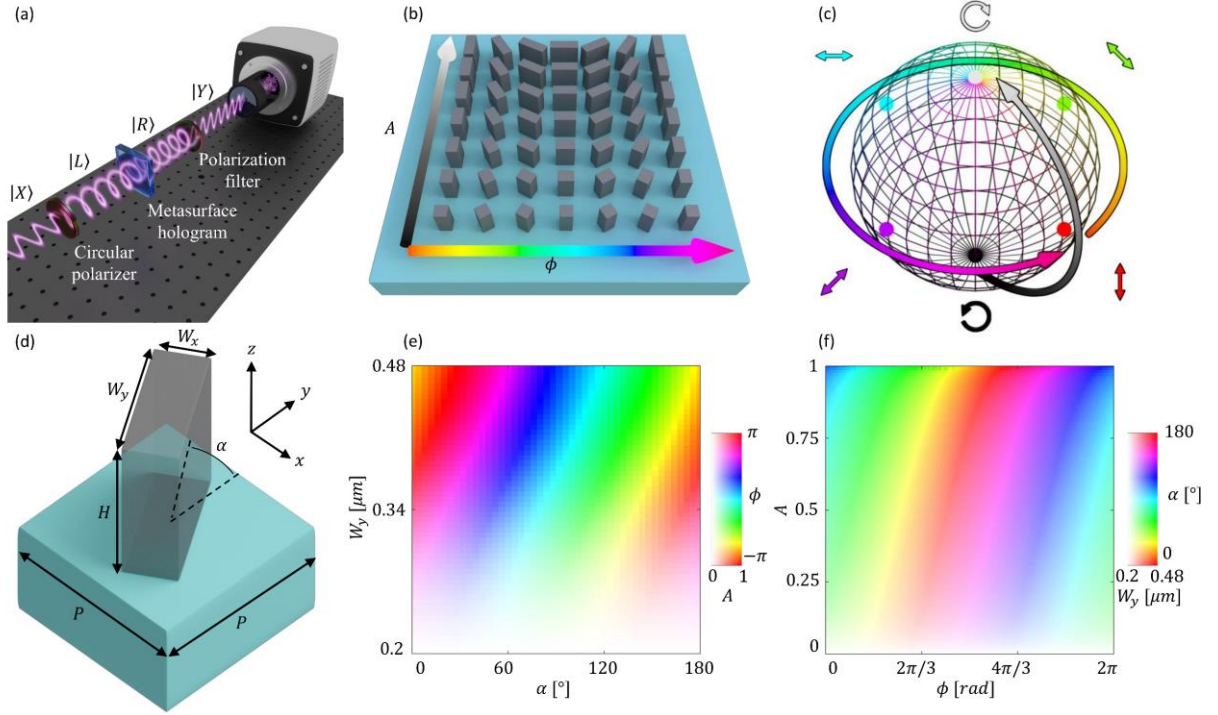 (a)
|X⟩
|L⟩
|R⟩
|Y⟩
Circular
polarizer
Metasurface
hologram
Polarization
filter
(b)
A
ϕ
(c)
(d)
W_x
W_y
H
P
P
α
z
y
x
(e)
0.48
0.34
0.2
W_y [μm]
0 60 120 180
α [°]
π
ϕ
−π
0 1
A
(f)
1
0.75
0.5
0.25
0
A
0 2π/3 4π/3 2π
ϕ [rad]
180
α [°]
0
0.2 0.48
W_y [μm]